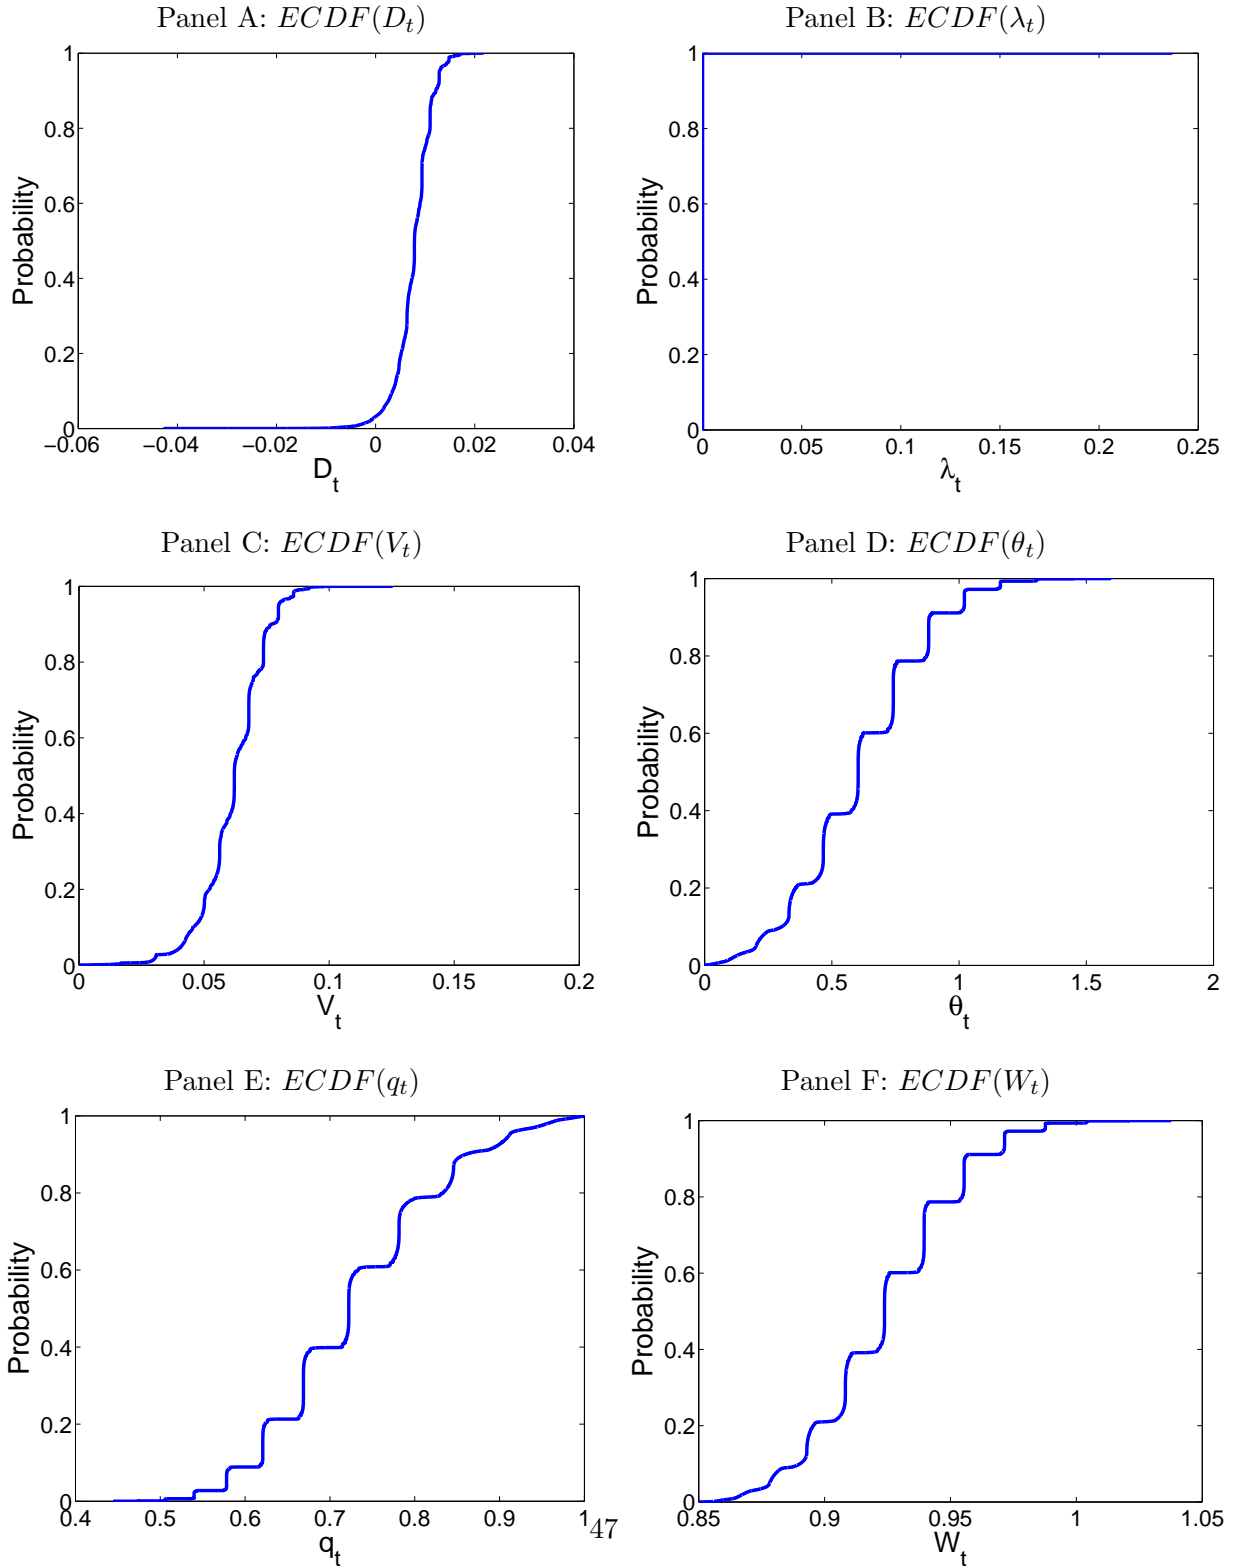 Panel A: ECDF(D_t)
1
0.8
0.6
0.4
0.2
0
Probability
−0.06 −0.04 −0.02 0 0.02 0.04
D_t
Panel B: ECDF(λ_t)
1
0.8
0.6
0.4
0.2
0
Probability
0 0.05 0.1 0.15 0.2 0.25
λ_t
Panel C: ECDF(V_t)
1
0.8
0.6
0.4
0.2
0
Probability
0 0.05 0.1 0.15 0.2
V_t
Panel D: ECDF(θ_t)
1
0.8
0.6
0.4
0.2
0
Probability
0 0.5 1 1.5 2
θ_t
Panel E: ECDF(q_t)
1
0.8
0.6
0.4
0.2
0
Probability
0.4 0.5 0.6 0.7 0.8 0.9 1
q_t
Panel F: ECDF(W_t)
1
0.8
0.6
0.4
0.2
0
Probability
0.85 0.9 0.95 1 1.05
W_t
47